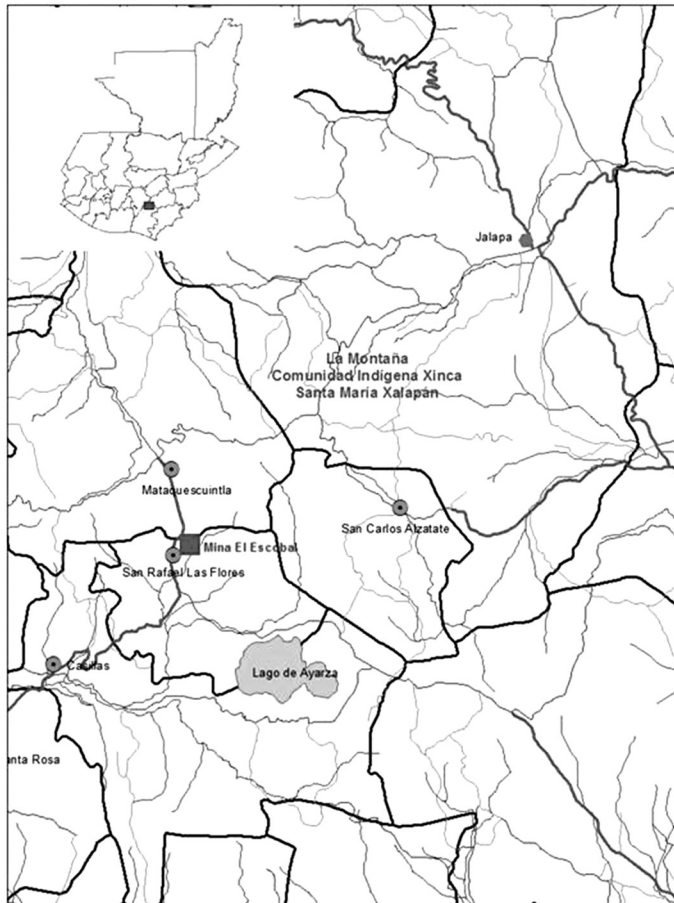 Jalapa
La Montaña
Comunidad Indígena Xinca
Santa María Xalapán
Mataquescuintla
San Carlos Alzatate
Mina El Escobal
San Rafael Las Flores
Casillas
Lago de Ayarza
anta Rosa